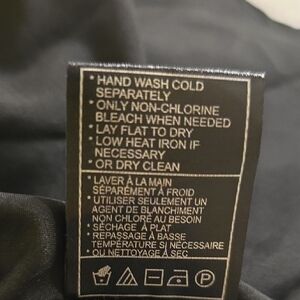 * HAND WASH COLD
SEPARATELY
* ONLY NON-CHLORINE
BLEACH WHEN NEEDED
* LAY FLAT TO DRY
* LOW HEAT IRON IF
NECESSARY
* OR DRY CLEAN
* LAVER À LA MAIN
SÉPARÉMENT À FROID
* UTILISER SEULEMENT UN
AGENT DE BLANCHIMENT
NON CHLORÉ AU BESOIN
* SÉCHAGE À PLAT
* REPASSAGE À BASSE
TEMPÉRATURE SI NÉCESSAIRE
* OU NETTOYAGE À SEC
P